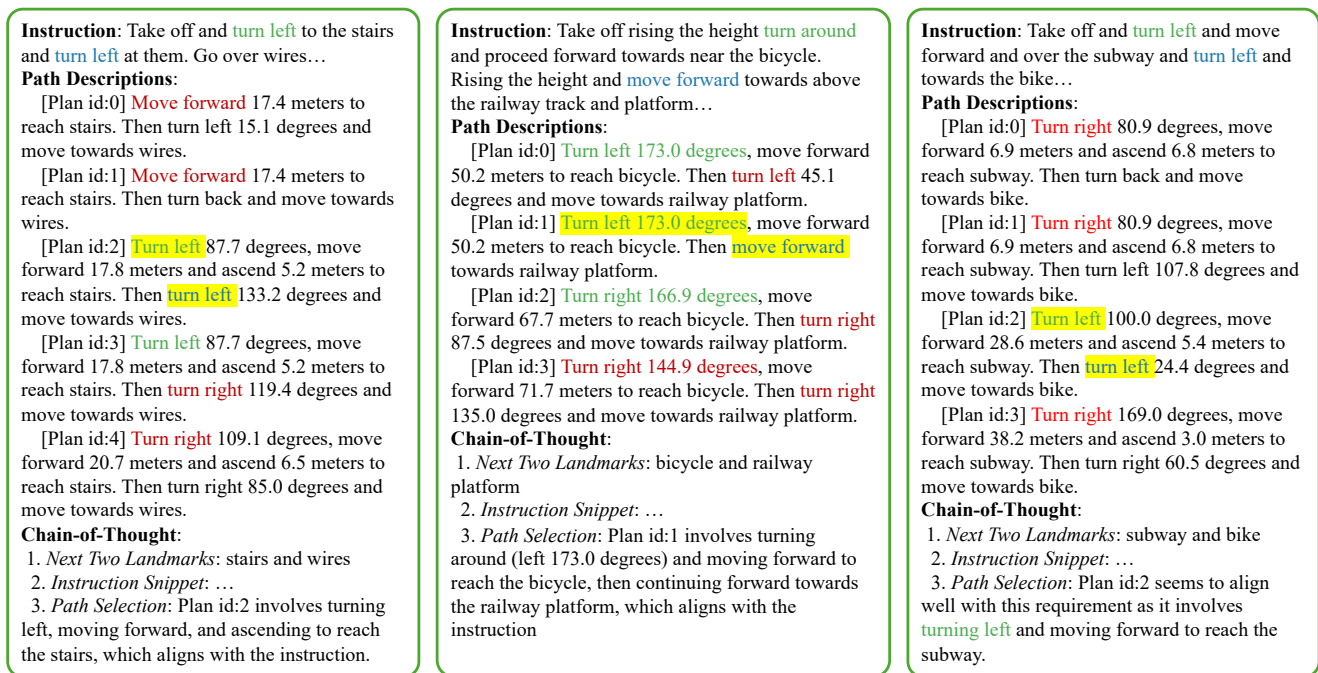 Instruction: Take off and turn left to the stairs
and turn left at them. Go over wires…
Path Descriptions:
[Plan id:0] Move forward 17.4 meters to
reach stairs. Then turn left 15.1 degrees and
move towards wires.
[Plan id:1] Move forward 17.4 meters to
reach stairs. Then turn back and move towards
wires.
[Plan id:2] Turn left 87.7 degrees, move
forward 17.8 meters and ascend 5.2 meters to
reach stairs. Then turn left 133.2 degrees and
move towards wires.
[Plan id:3] Turn left 87.7 degrees, move
forward 17.8 meters and ascend 5.2 meters to
reach stairs. Then turn right 119.4 degrees and
move towards wires.
[Plan id:4] Turn right 109.1 degrees, move
forward 20.7 meters and ascend 6.5 meters to
reach stairs. Then turn right 85.0 degrees and
move towards wires.
Chain-of-Thought:
1. Next Two Landmarks: stairs and wires
2. Instruction Snippet: …
3. Path Selection: Plan id:2 involves turning
left, moving forward, and ascending to reach
the stairs, which aligns with the instruction.
Instruction: Take off rising the height turn around
and proceed forward towards near the bicycle.
Rising the height and move forward towards above
the railway track and platform…
Path Descriptions:
[Plan id:0] Turn left 173.0 degrees, move forward
50.2 meters to reach bicycle. Then turn left 45.1
degrees and move towards railway platform.
[Plan id:1] Turn left 173.0 degrees, move forward
50.2 meters to reach bicycle. Then move forward
towards railway platform.
[Plan id:2] Turn right 166.9 degrees, move
forward 67.7 meters to reach bicycle. Then turn right
87.5 degrees and move towards railway platform.
[Plan id:3] Turn right 144.9 degrees, move
forward 71.7 meters to reach bicycle. Then turn right
135.0 degrees and move towards railway platform.
Chain-of-Thought:
1. Next Two Landmarks: bicycle and railway
platform
2. Instruction Snippet: …
3. Path Selection: Plan id:1 involves turning
around (left 173.0 degrees) and moving forward to
reach the bicycle, then continuing forward towards
the railway platform, which aligns with the
instruction
Instruction: Take off and turn left and move
forward and over the subway and turn left and
towards the bike…
Path Descriptions:
[Plan id:0] Turn right 80.9 degrees, move
forward 6.9 meters and ascend 6.8 meters to
reach subway. Then turn back and move
towards bike.
[Plan id:1] Turn right 80.9 degrees, move
forward 6.9 meters and ascend 6.8 meters to
reach subway. Then turn left 107.8 degrees and
move towards bike.
[Plan id:2] Turn left 100.0 degrees, move
forward 28.6 meters and ascend 5.4 meters to
reach subway. Then turn left 24.4 degrees and
move towards bike.
[Plan id:3] Turn right 169.0 degrees, move
forward 38.2 meters and ascend 3.0 meters to
reach subway. Then turn right 60.5 degrees and
move towards bike.
Chain-of-Thought:
1. Next Two Landmarks: subway and bike
2. Instruction Snippet: …
3. Path Selection: Plan id:2 seems to align
well with this requirement as it involves
turning left and moving forward to reach the
subway.